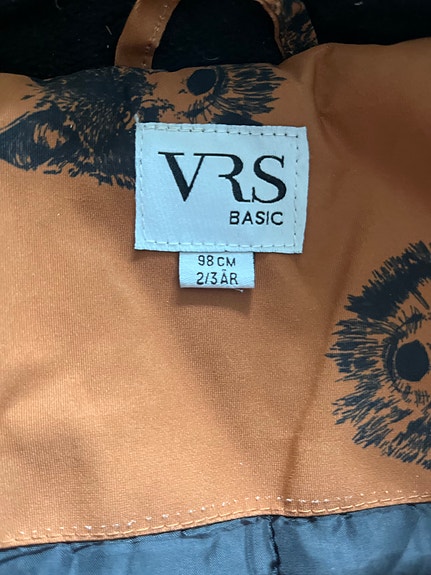 VRS
BASIC
98 CM
2/3 ÅR